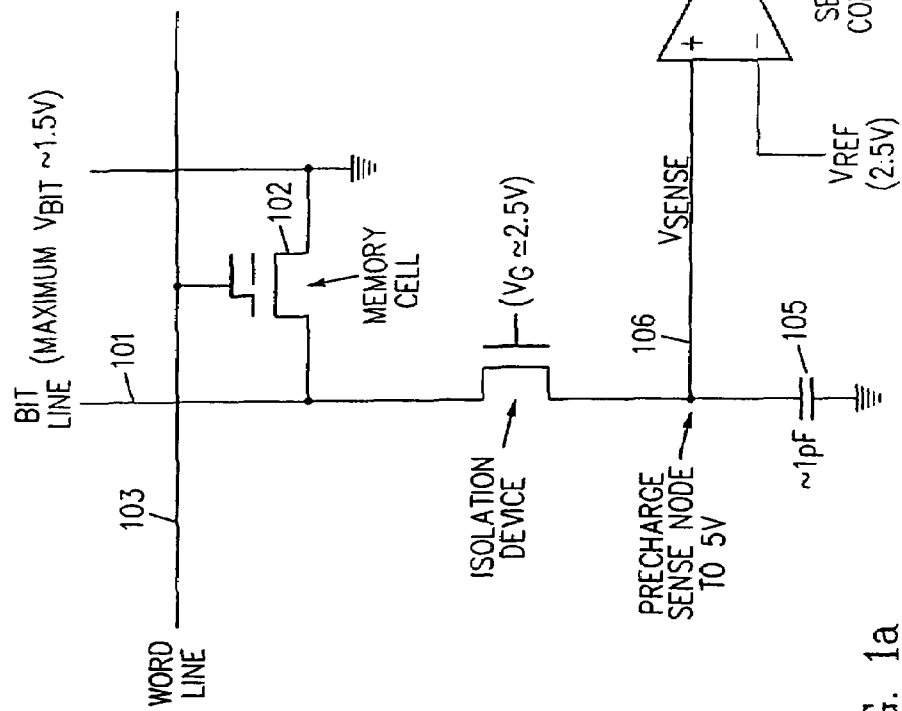 BIT
LINE (MAXIMUM VBIT ~1.5V)
101
103
WORD
LINE
102
MEMORY
CELL
ISOLATION
DEVICE
(VG ≃2.5V)
PRECHARGE
SENSE NODE
TO 5V
106
VSENSE
+
−
VREF
(2.5V)
~1pF
105
1a